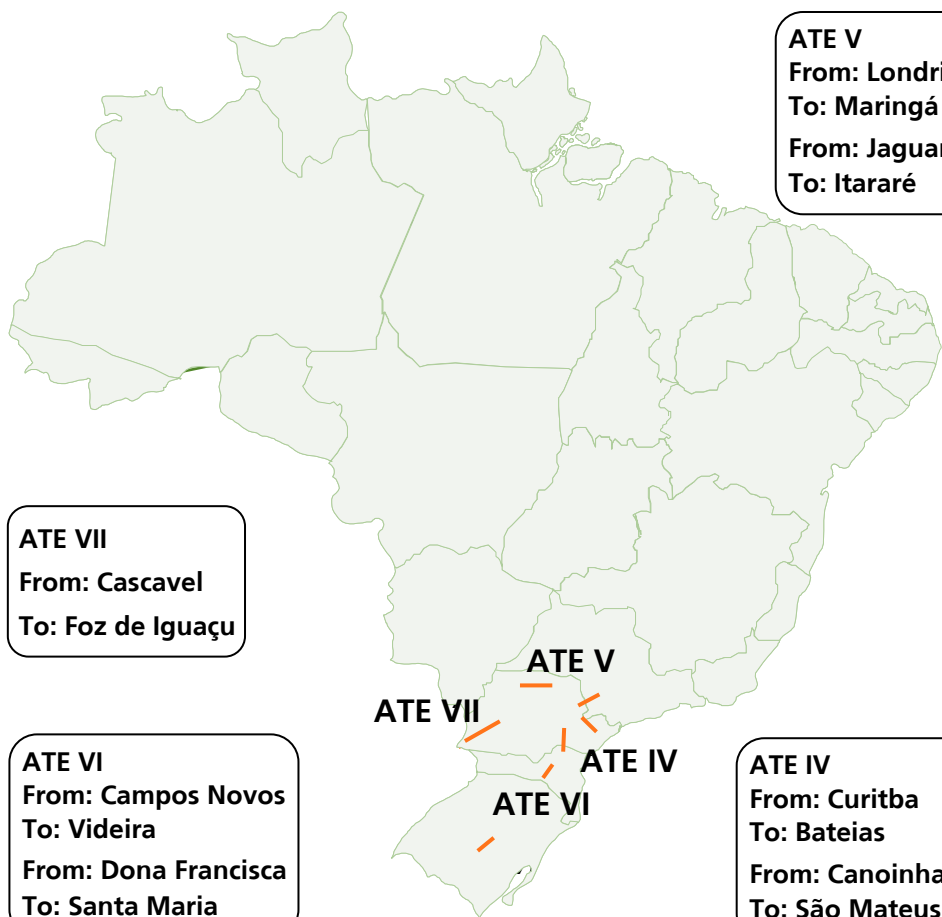 ATE V
From: Londri
To: Maringá
From: Jaguar
To: Itararé
ATE VII
From: Cascavel
To: Foz de Iguaçu
ATE V
ATE VII
ATE IV
ATE VI
ATE VI
From: Campos Novos
To: Videira
From: Dona Francisca
To: Santa Maria
ATE IV
From: Curitba
To: Bateias
From: Canoinha
To: São Mateus